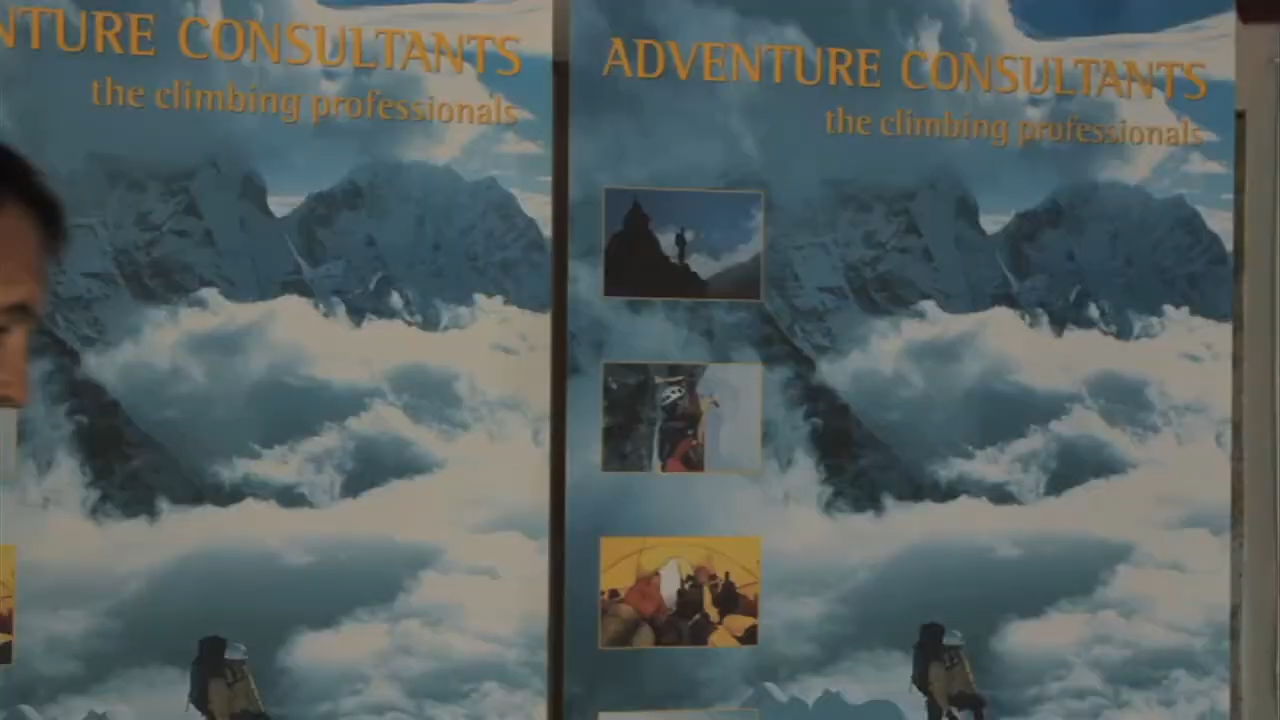 NTURE CONSULTANTS
the climbing professionals
ADVENTURE CONSULTANTS
the climbing professionals